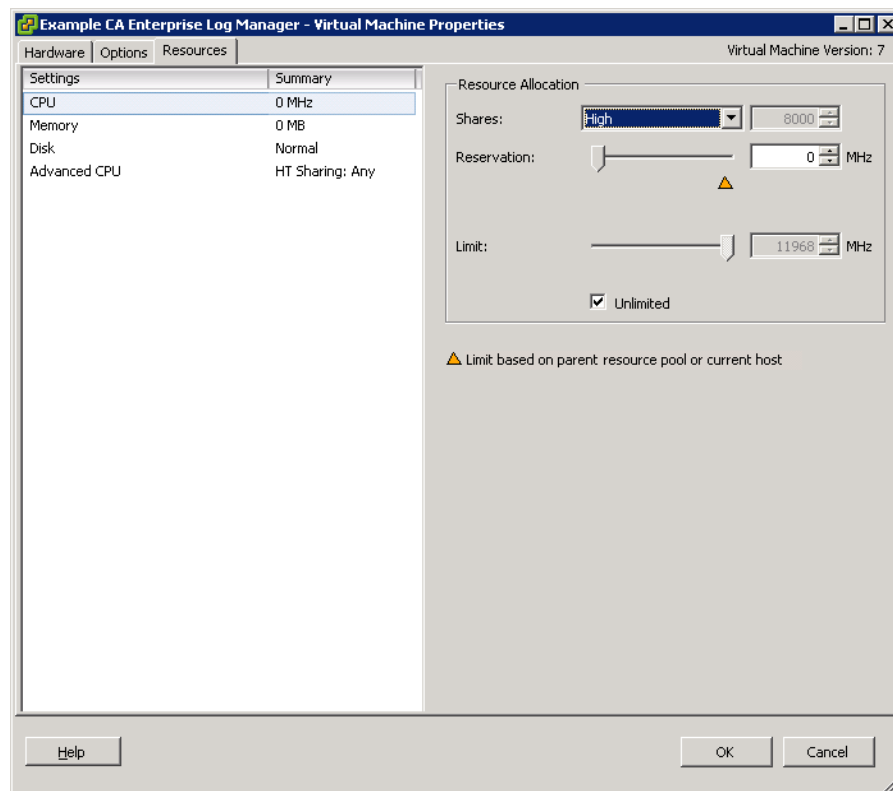 Example CA Enterprise Log Manager - Virtual Machine Properties
Hardware Options Resources Virtual Machine Version: 7
Settings Summary
CPU 0 MHz
Memory 0 MB
Disk Normal
Advanced CPU HT Sharing: Any
Resource Allocation
Shares: High 8000
Reservation: 0 MHz
Limit: 11968 MHz
Unlimited
Limit based on parent resource pool or current host
Help OK Cancel